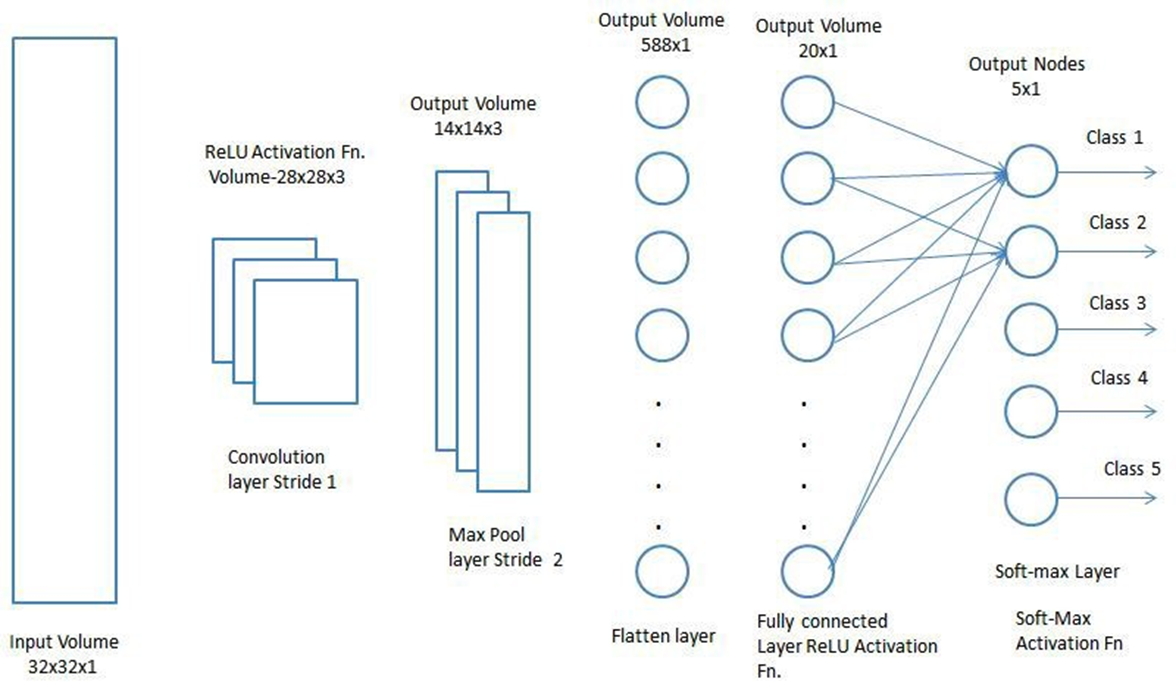 Input Volume
32x32x1
ReLU Activation Fn.
Volume-28x28x3
Convolution
layer Stride 1
Output Volume
14x14x3
Max Pool
layer Stride 2
Output Volume
588x1
Flatten layer
Output Volume
20x1
Fully connected
Layer ReLU Activation
Fn.
Output Nodes
5x1
Class 1
Class 2
Class 3
Class 4
Class 5
Soft-max Layer
Soft-Max
Activation Fn